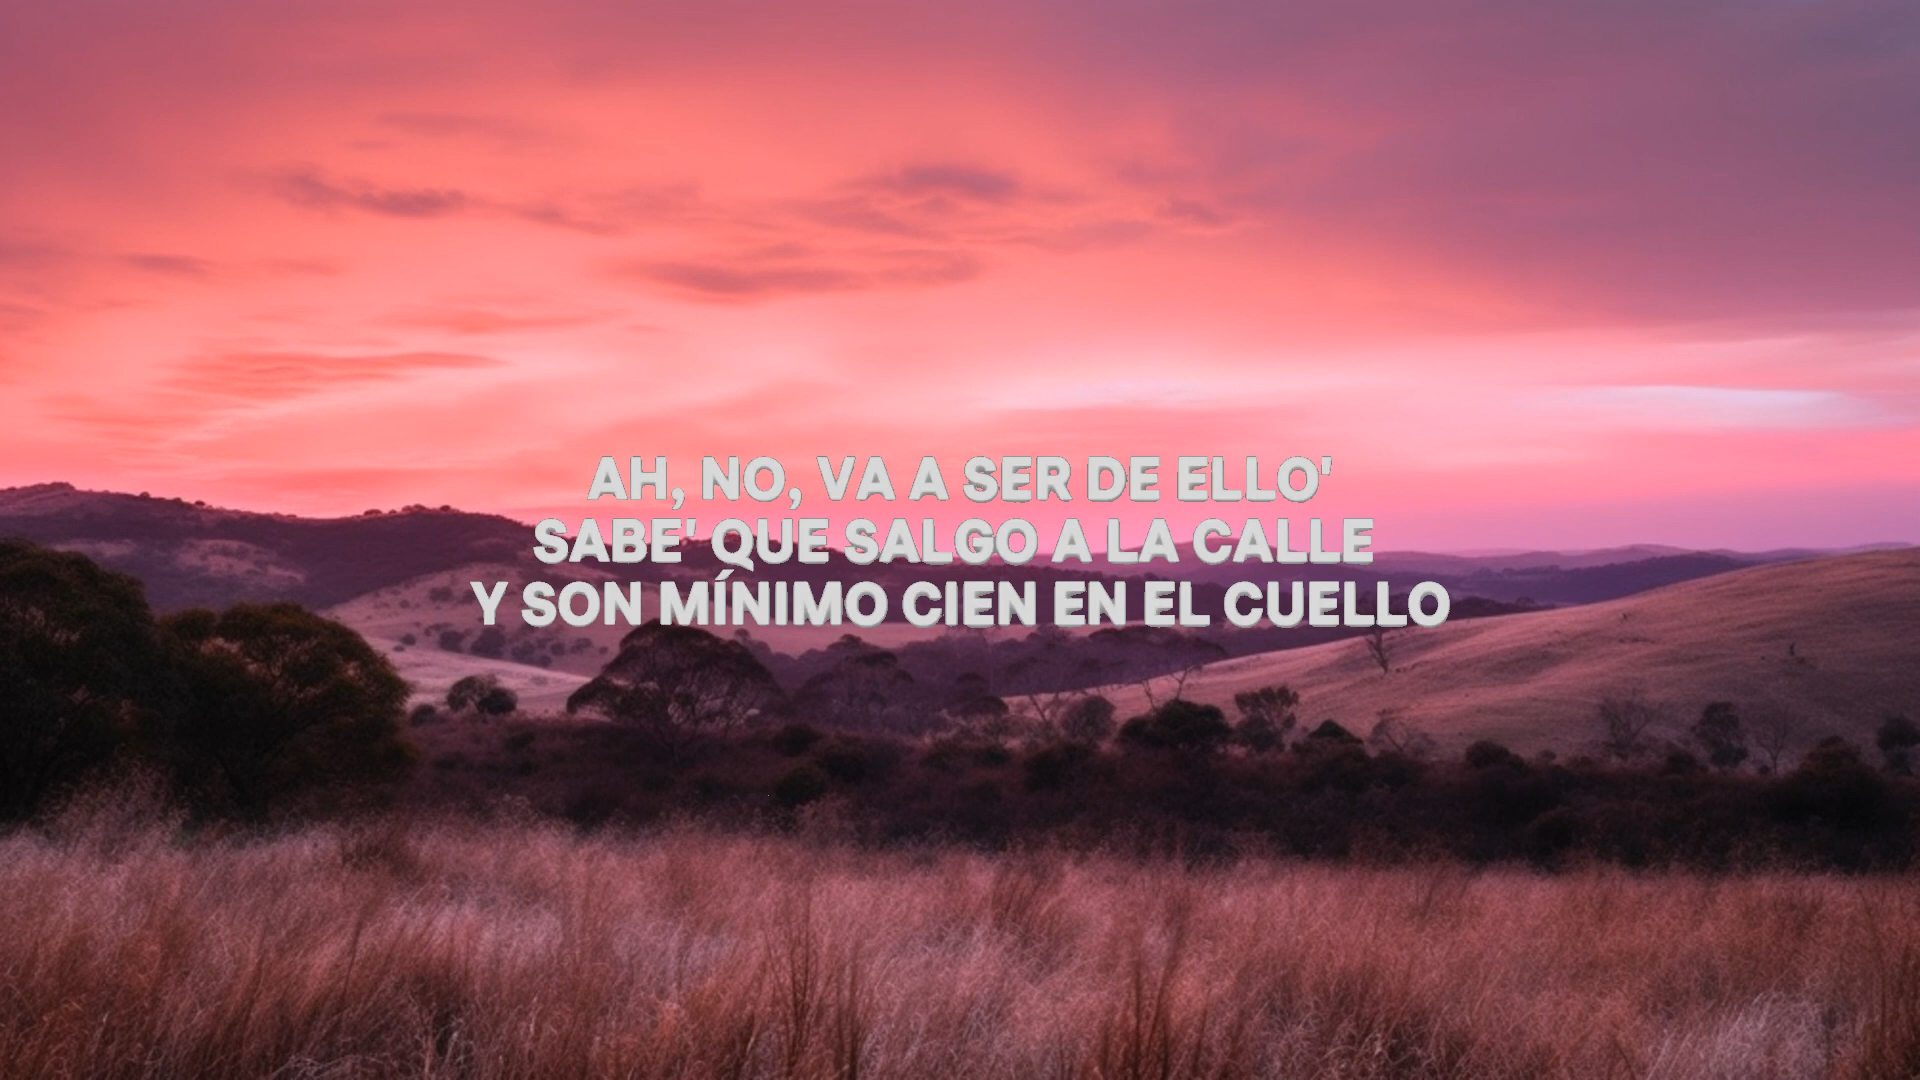 AH, NO, VA A SER DE ELLO'
SABE' QUE SALGO A LA CALLE
Y SON MÍNIMO CIEN EN EL CUELLO